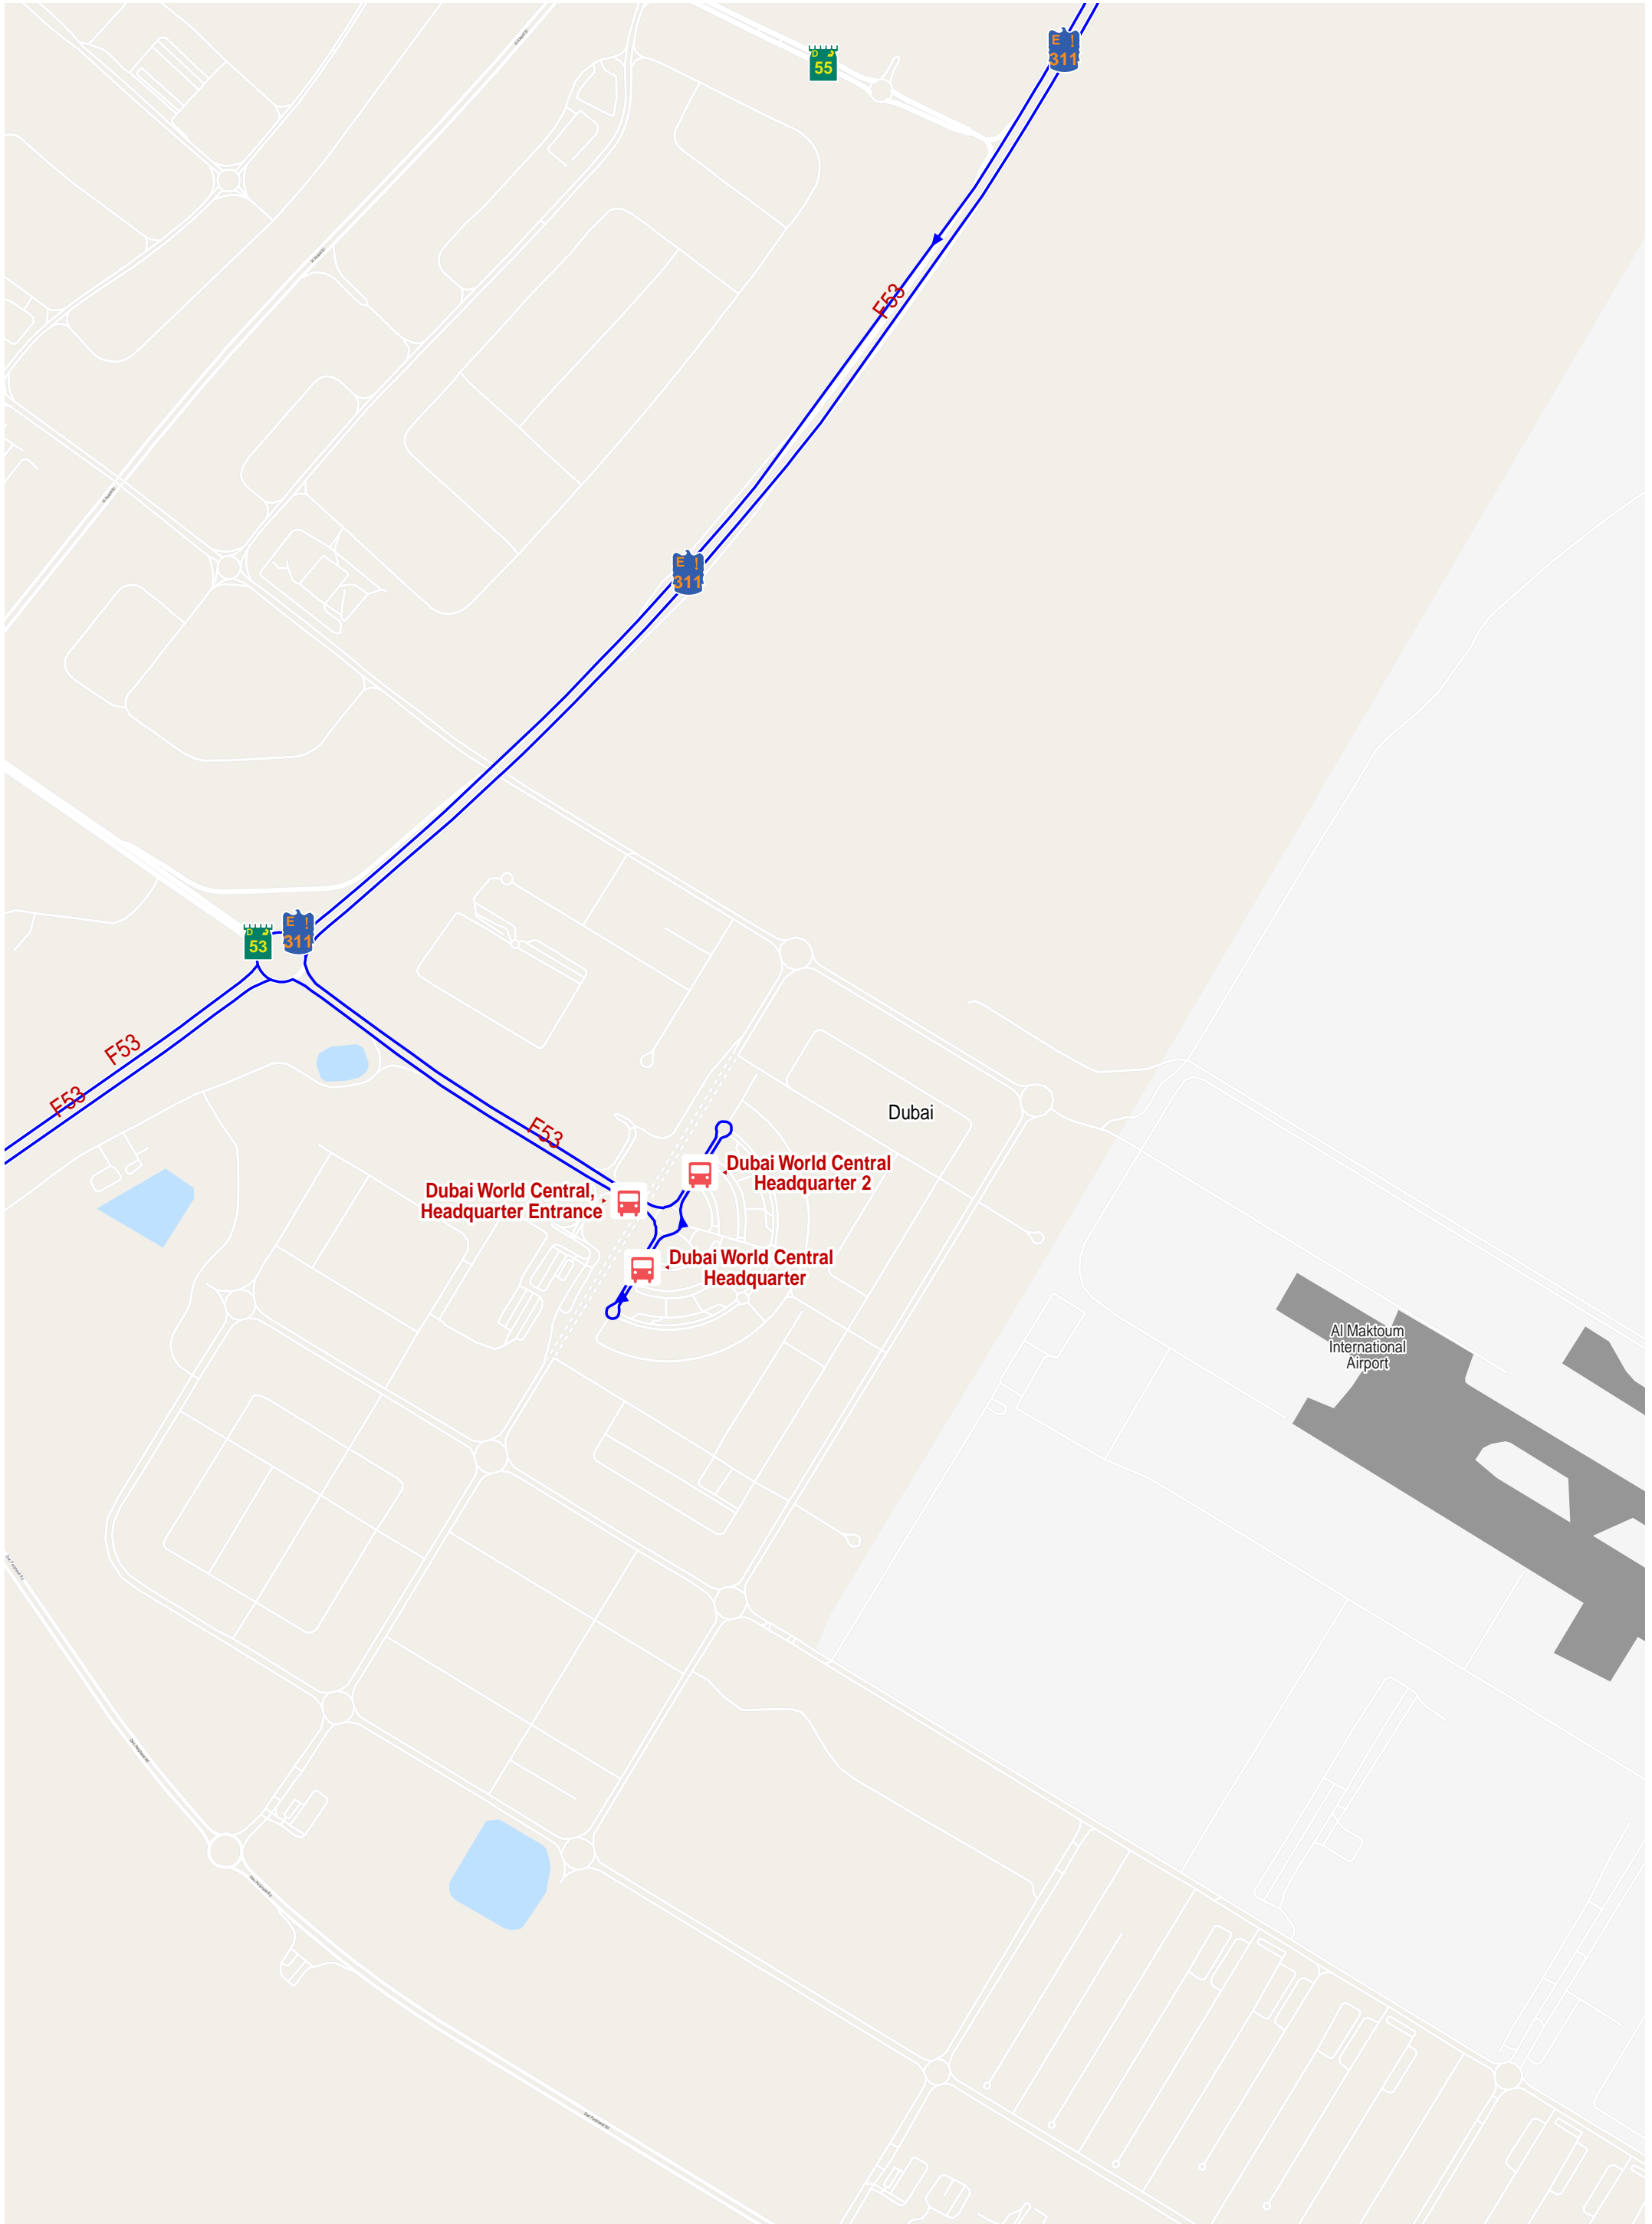 55
E 311
F53
E 311
E 311
53
F53
F53
F53
Dubai
Dubai World Central
Headquarter 2
Dubai World Central,
Headquarter Entrance
Dubai World Central
Headquarter
Al Maktoum
International
Airport